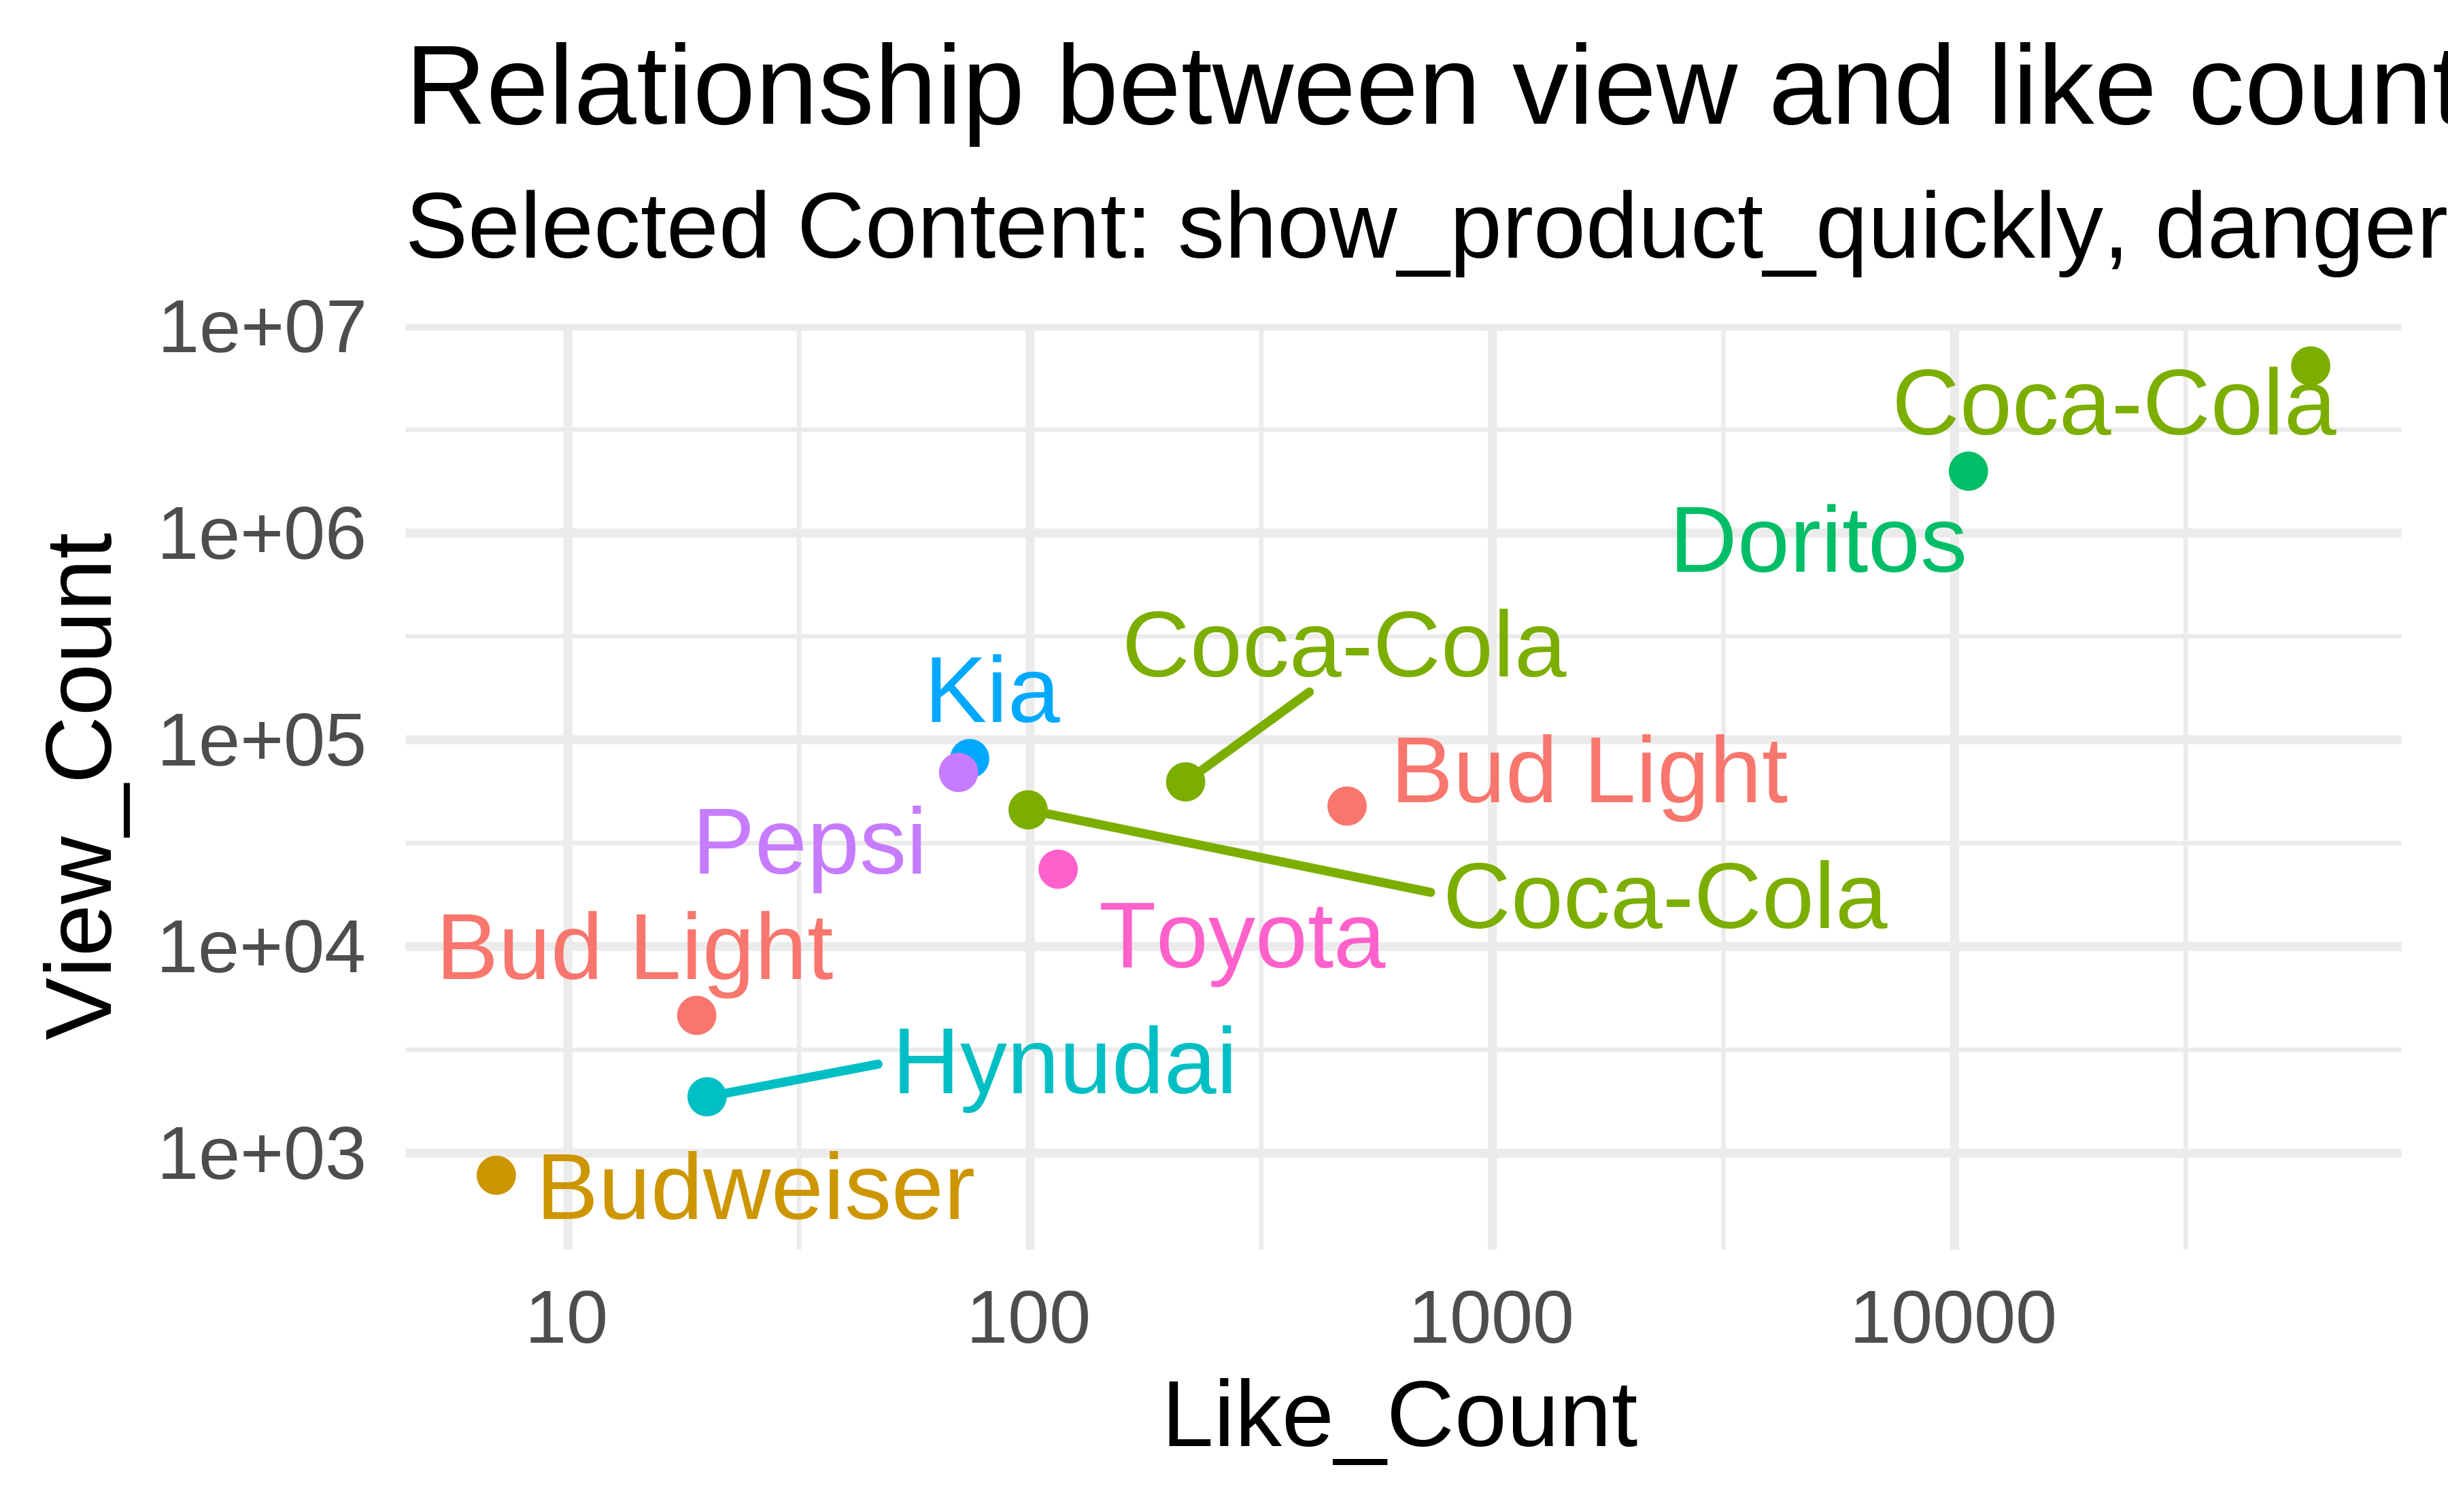 Relationship between view and like count
Selected Content: show_product_quickly, danger
1e+07
Coca-Cola
1e+06
Doritos
Coca-Cola
Kia
1e+05
Bud Light
Pepsi
Coca-Cola
Toyota
1e+04
Bud Light
Hynudai
1e+03
Budweiser
View_Count
10 100 1000 10000
Like_Count